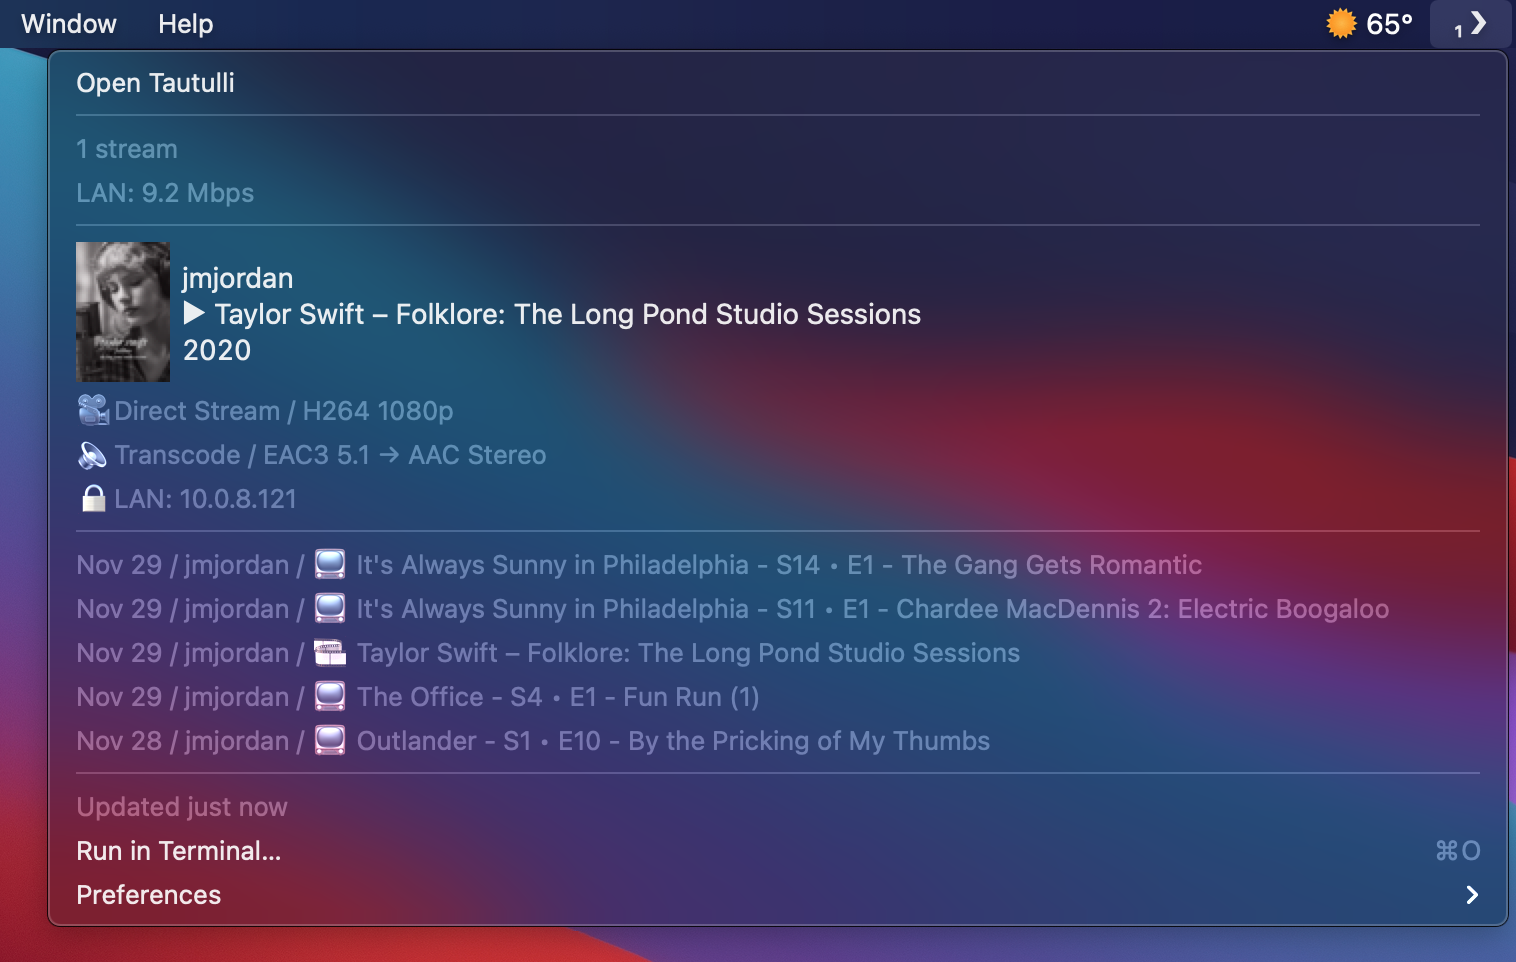 Window Help 65° 1
Open Tautulli
1 stream
LAN: 9.2 Mbps
jmjordan
Taylor Swift – Folklore: The Long Pond Studio Sessions
2020
Direct Stream / H264 1080p
Transcode / EAC3 5.1 → AAC Stereo
LAN: 10.0.8.121
Nov 29 / jmjordan / It's Always Sunny in Philadelphia - S14 • E1 - The Gang Gets Romantic
Nov 29 / jmjordan / It's Always Sunny in Philadelphia - S11 • E1 - Chardee MacDennis 2: Electric Boogaloo
Nov 29 / jmjordan / Taylor Swift – Folklore: The Long Pond Studio Sessions
Nov 29 / jmjordan / The Office - S4 • E1 - Fun Run (1)
Nov 28 / jmjordan / Outlander - S1 • E10 - By the Pricking of My Thumbs
Updated just now
Run in Terminal... ⌘O
Preferences